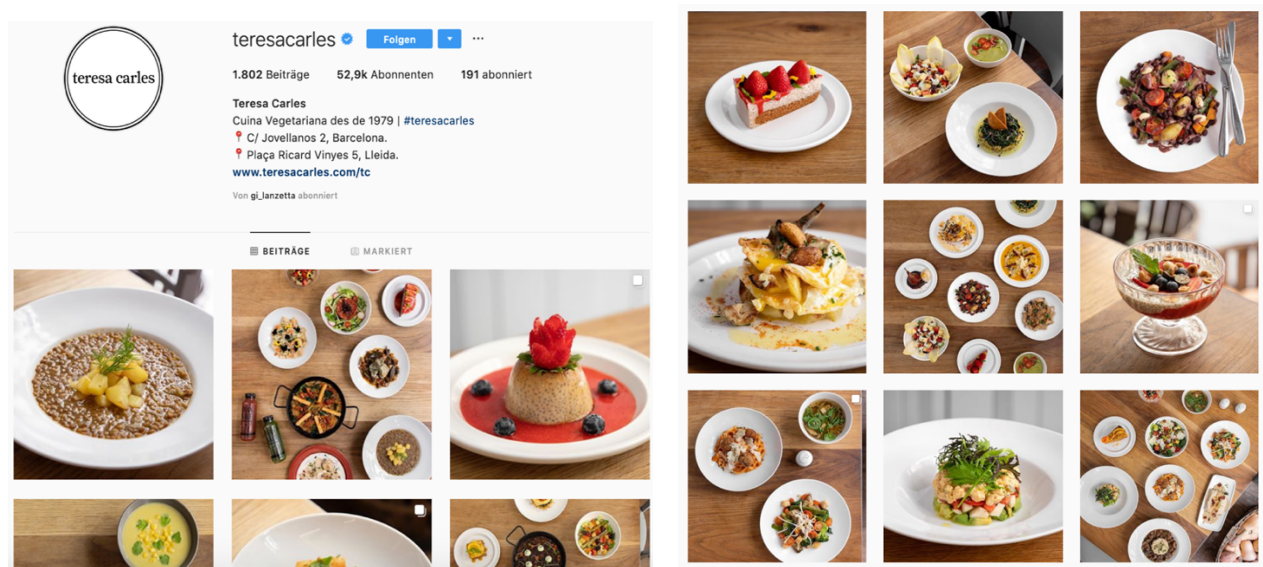 teresa carles
teresacarles Folgen
1.802 Beiträge 52,9k Abonnenten 191 abonniert
Teresa Carles
Cuina Vegetariana des de 1979 | #teresacarles
📍 C/ Jovellanos 2, Barcelona.
📍 Plaça Ricard Vinyes 5, Lleida.
www.teresacarles.com/tc
Von gi_lanzetta abonniert
BEITRÄGE MARKIERT